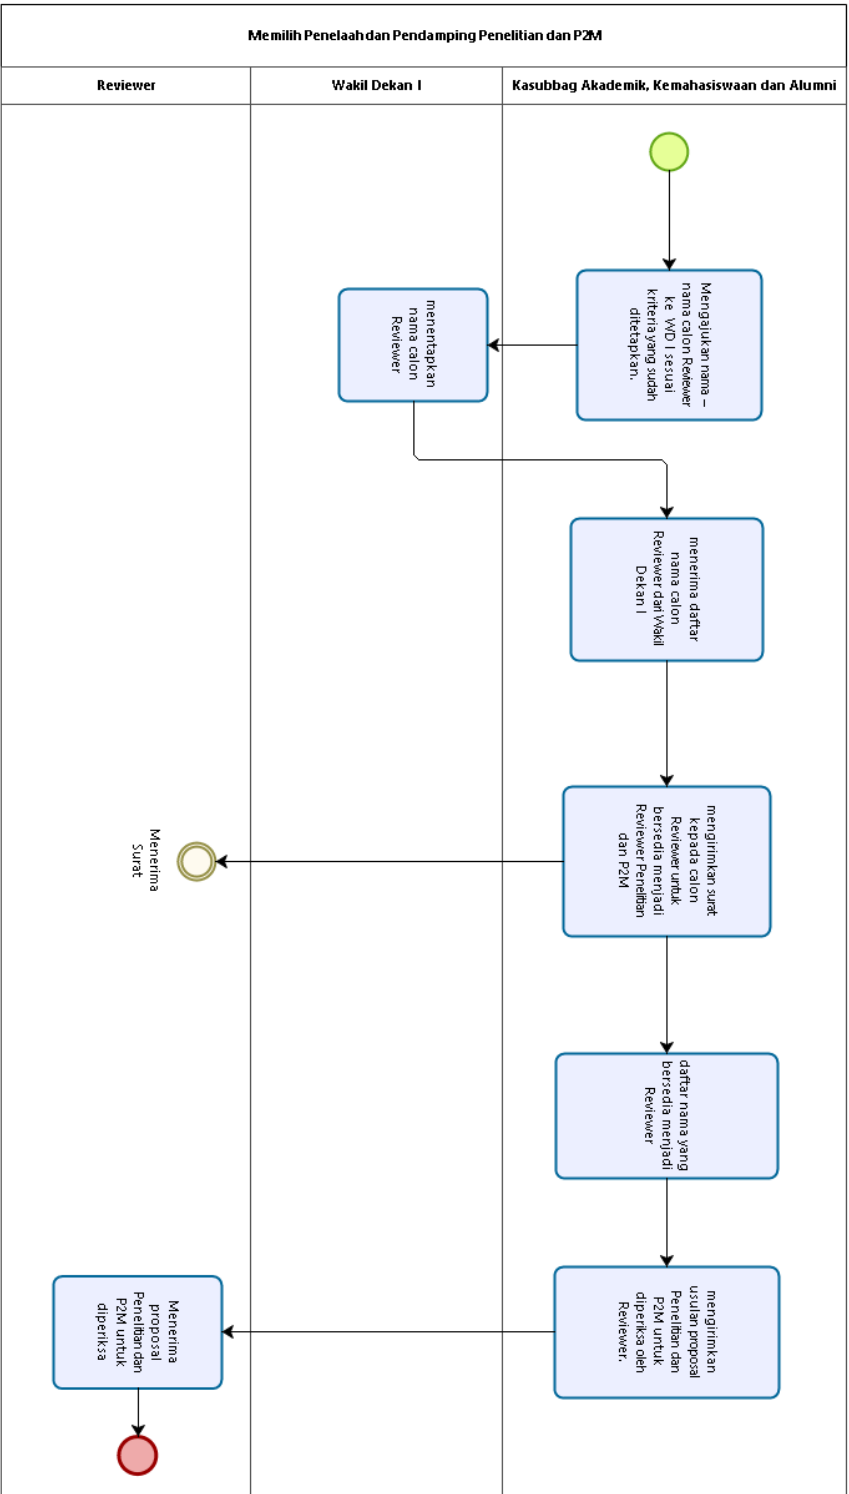 Memilih Penelaah dan Pendamping Penelitian dan P2M
Reviewer
Wakil Dekan I
Kasubbag Akademik, Kemahasiswaan dan Alumni
Mengajukan nama –
nama calon Reviewer
ke WD I sesuai
kriteria yang sudah
ditetapkan.
menentapkan
nama calon
Reviewer
menerima daftar
nama calon
Reviewer dari Wakil
Dekan I
mengirimkan surat
kepada calon
Reviewer untuk
bersedia menjadi
Reviewer Penelitian
dan P2M
Menerima
Surat
daftar nama yang
bersedia menjadi
Reviewer
mengirimkan
usulan proposal
Penelitian dan
P2M untuk
diperiksa oleh
Reviewer.
Menerima
proposal
Penelitian dan
P2M untuk
diperiksa